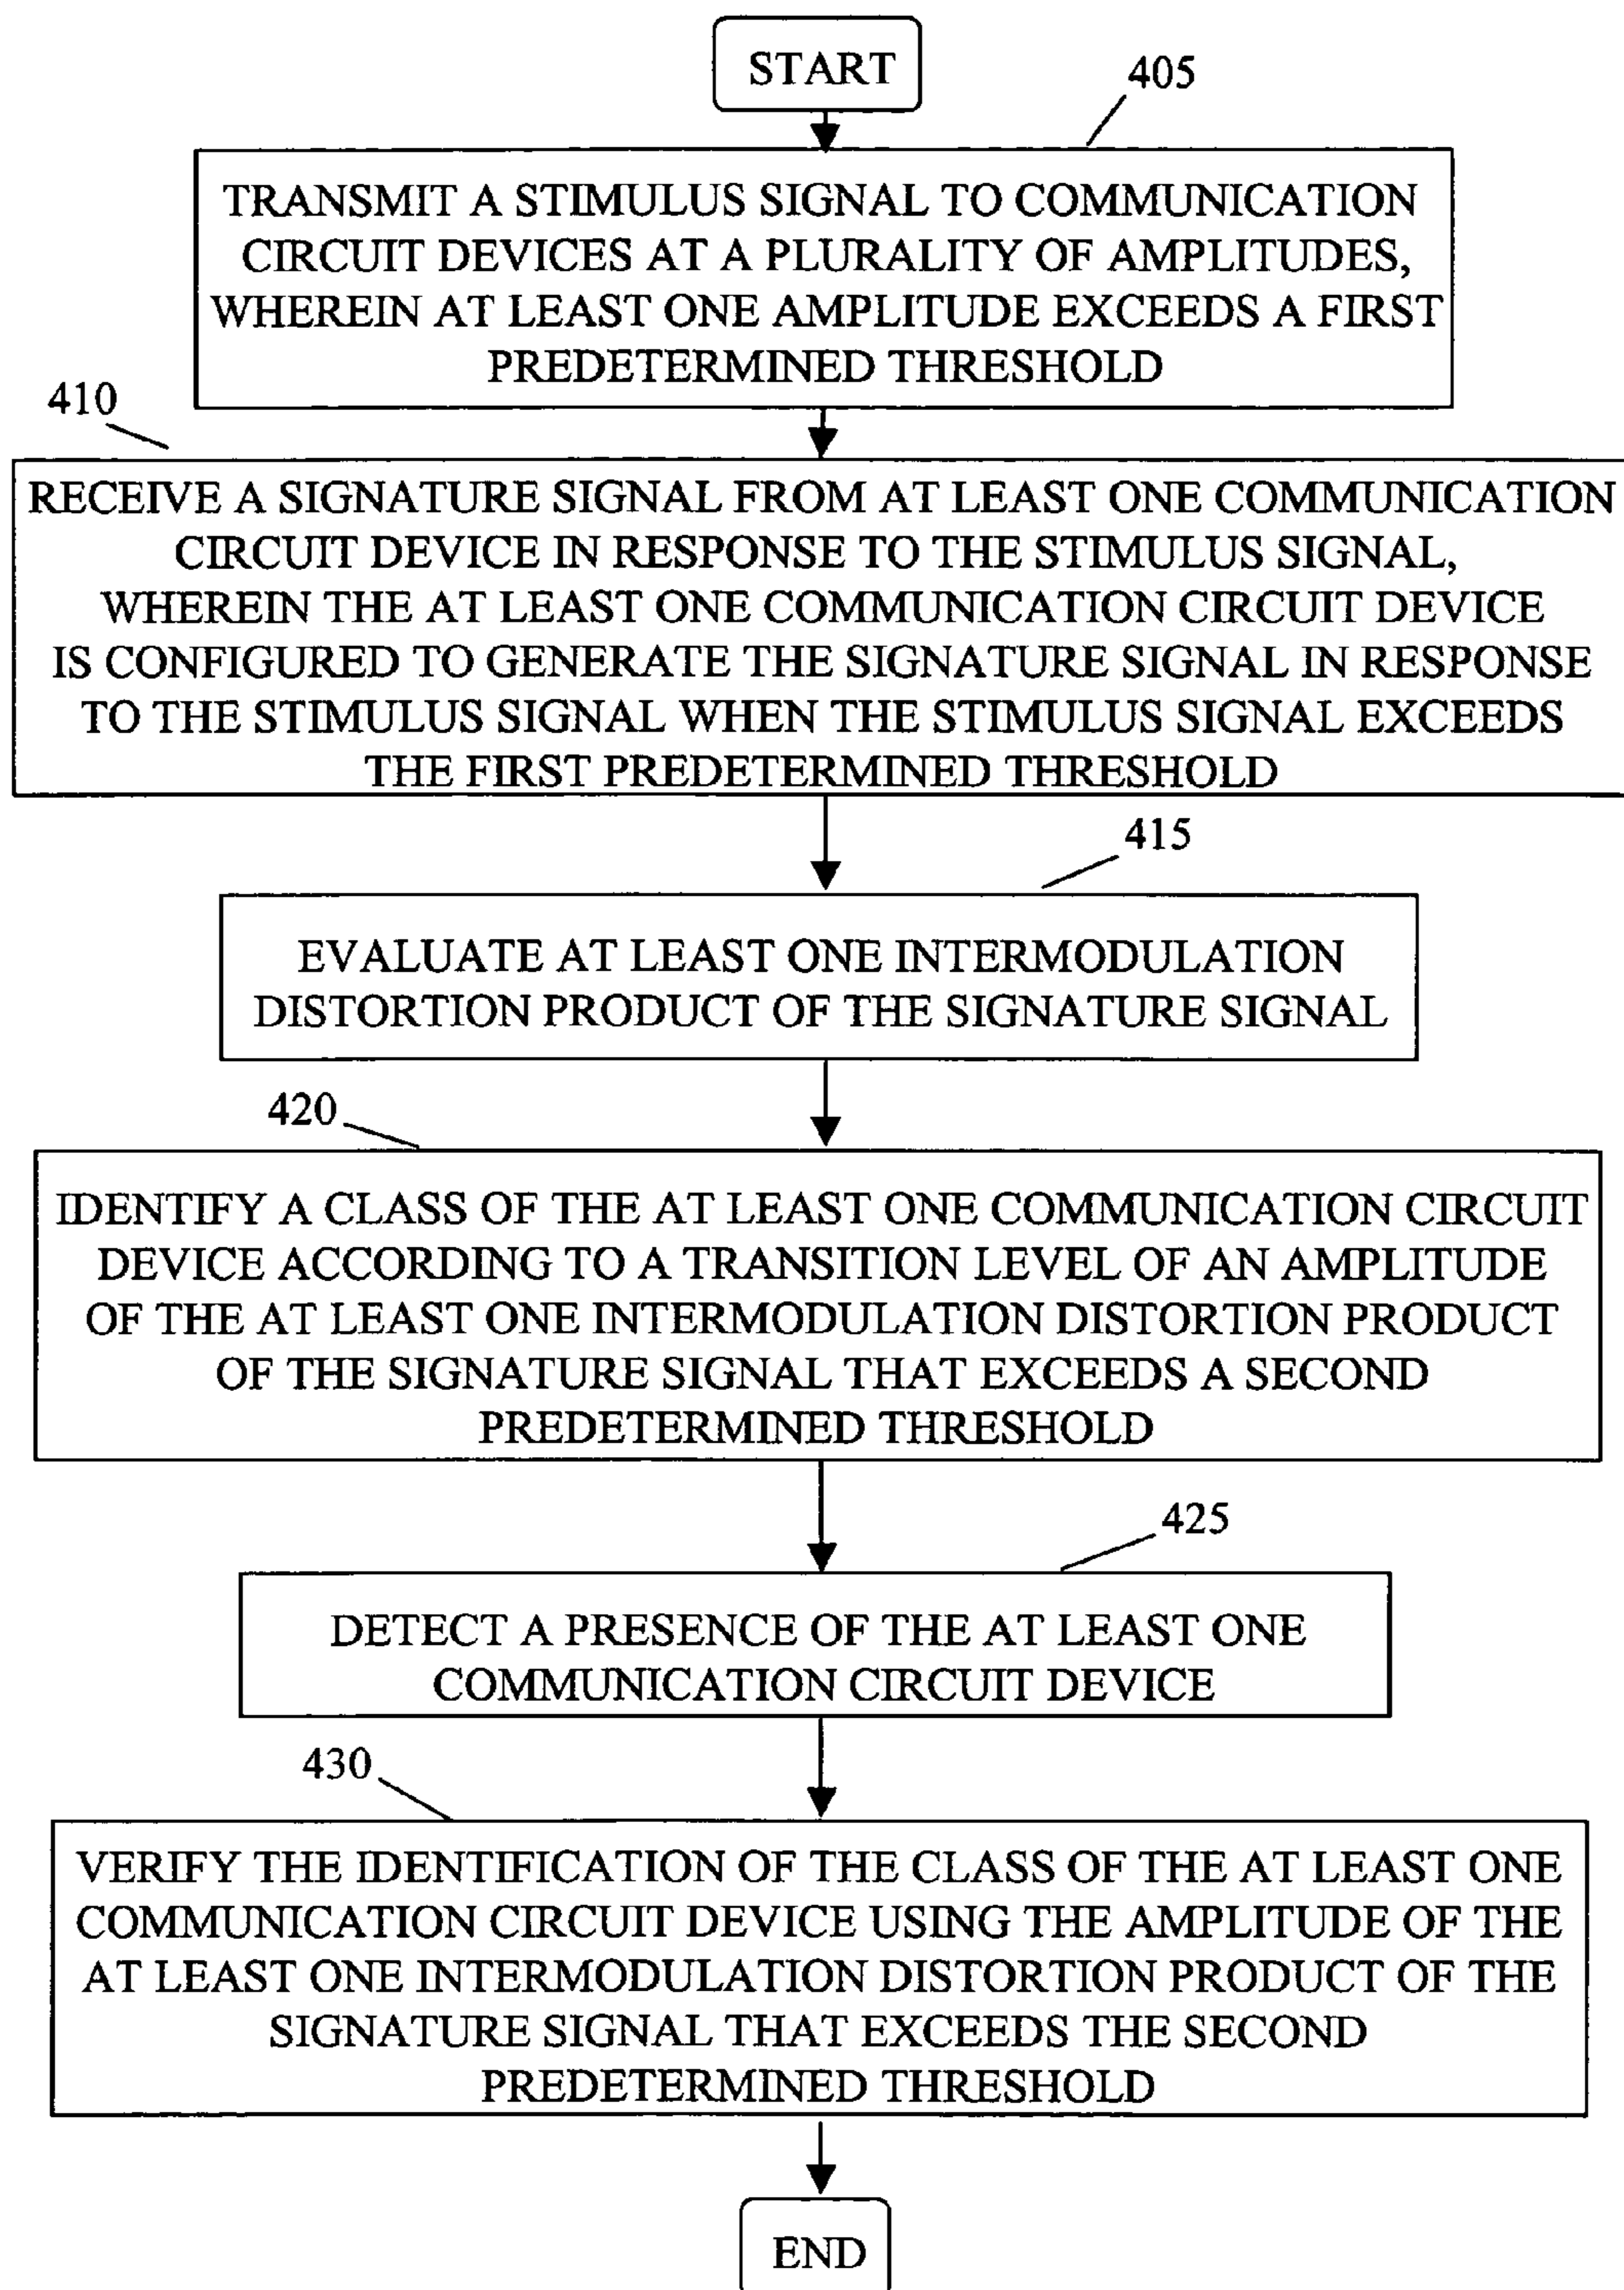 START
405
TRANSMIT A STIMULUS SIGNAL TO COMMUNICATION
CIRCUIT DEVICES AT A PLURALITY OF AMPLITUDES,
WHEREIN AT LEAST ONE AMPLITUDE EXCEEDS A FIRST
PREDETERMINED THRESHOLD
410
RECEIVE A SIGNATURE SIGNAL FROM AT LEAST ONE COMMUNICATION
CIRCUIT DEVICE IN RESPONSE TO THE STIMULUS SIGNAL,
WHEREIN THE AT LEAST ONE COMMUNICATION CIRCUIT DEVICE
IS CONFIGURED TO GENERATE THE SIGNATURE SIGNAL IN RESPONSE
TO THE STIMULUS SIGNAL WHEN THE STIMULUS SIGNAL EXCEEDS
THE FIRST PREDETERMINED THRESHOLD
415
EVALUATE AT LEAST ONE INTERMODULATION
DISTORTION PRODUCT OF THE SIGNATURE SIGNAL
420
IDENTIFY A CLASS OF THE AT LEAST ONE COMMUNICATION CIRCUIT
DEVICE ACCORDING TO A TRANSITION LEVEL OF AN AMPLITUDE
OF THE AT LEAST ONE INTERMODULATION DISTORTION PRODUCT
OF THE SIGNATURE SIGNAL THAT EXCEEDS A SECOND
PREDETERMINED THRESHOLD
425
DETECT A PRESENCE OF THE AT LEAST ONE
COMMUNICATION CIRCUIT DEVICE
430
VERIFY THE IDENTIFICATION OF THE CLASS OF THE AT LEAST ONE
COMMUNICATION CIRCUIT DEVICE USING THE AMPLITUDE OF THE
AT LEAST ONE INTERMODULATION DISTORTION PRODUCT OF THE
SIGNATURE SIGNAL THAT EXCEEDS THE SECOND
PREDETERMINED THRESHOLD
END